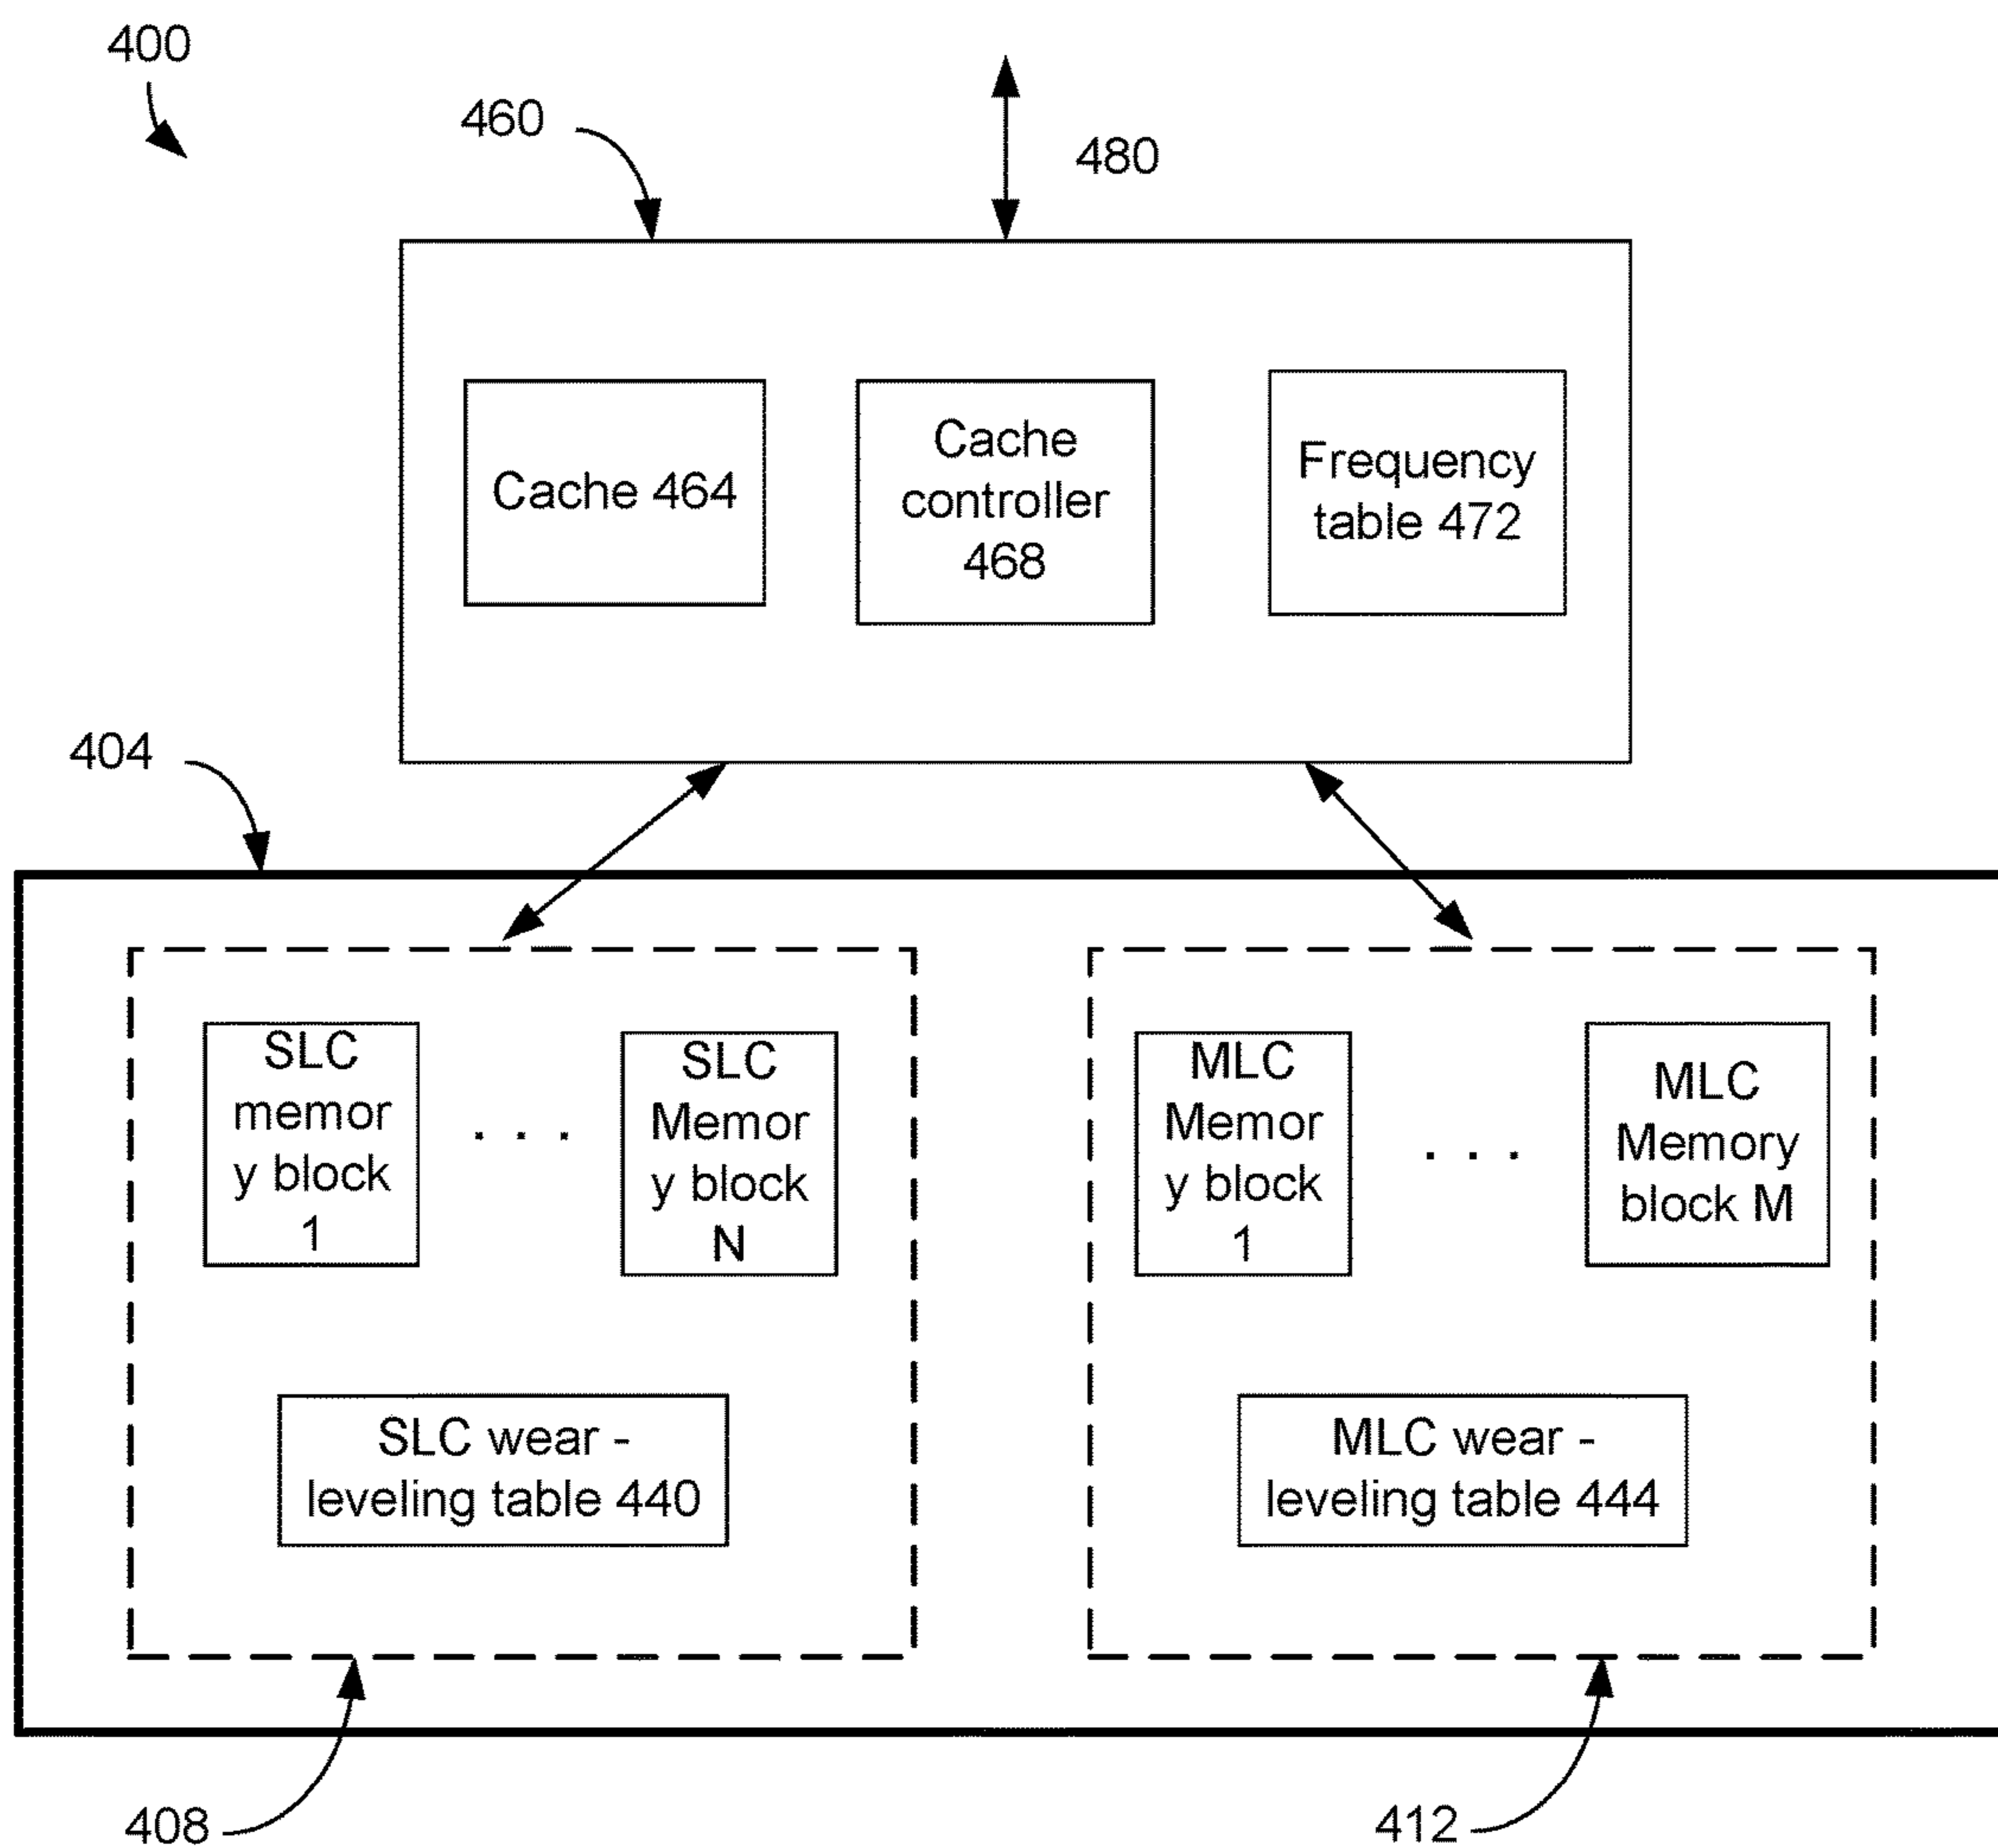 400
460
480
Cache 464
Cache
controller
468
Frequency
table 472
404
SLC
memor
y block
1
. . .
SLC
Memor
y block
N
MLC
Memor
y block
1
. . .
MLC
Memory
block M
SLC wear -
leveling table 440
MLC wear -
leveling table 444
408
412